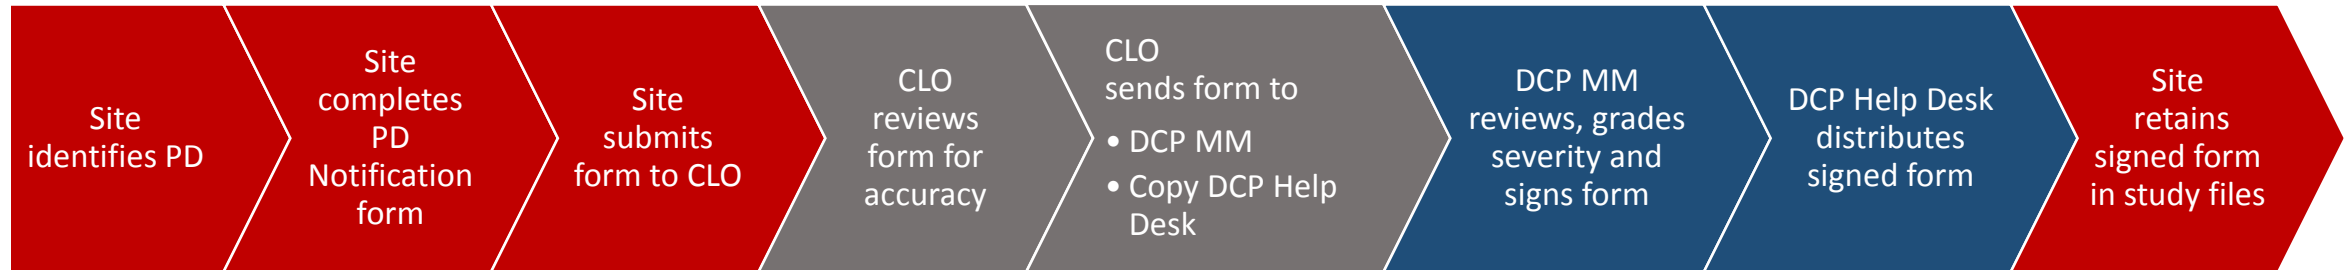 Site
identifies PD
Site
completes
PD
Notification
form
Site
submits
form to CLO
CLO
reviews
form for
accuracy
CLO
sends form to
• DCP MM
• Copy DCP Help
Desk
DCP MM
reviews, grades
severity and
signs form
DCP Help Desk
distributes
signed form
Site
retains
signed form
in study files